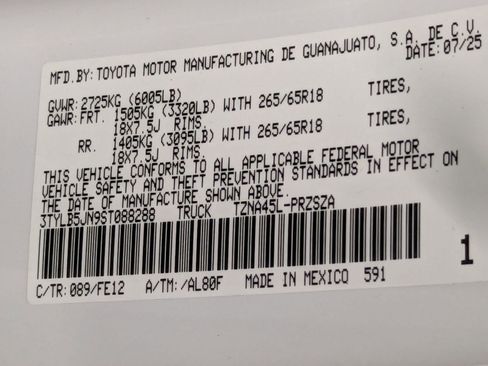 MFD.BY: TOYOTA MOTOR MANUFACTURING DE GUANAJUATO, S.A. DE C.V.
DATE: 07/25
GVWR: 2725KG (6005LB)
GAWR: FRT. 1505KG (3320LB) WITH 265/65R18 TIRES,
18X7.5J RIMS.
RR. 1405KG (3095LB) WITH 265/65R18 TIRES,
18X7.5J RIMS.
THIS VEHICLE CONFORMS TO ALL APPLICABLE FEDERAL MOTOR
VEHICLE SAFETY AND THEFT PREVENTION STANDARDS IN EFFECT ON
THE DATE OF MANUFACTURE SHOWN ABOVE.
3TYLB5JN9ST088288 TRUCK TZNA45L-PRZSZA
C/TR: 089/FE12 A/TM: /AL80F MADE IN MEXICO 591
1